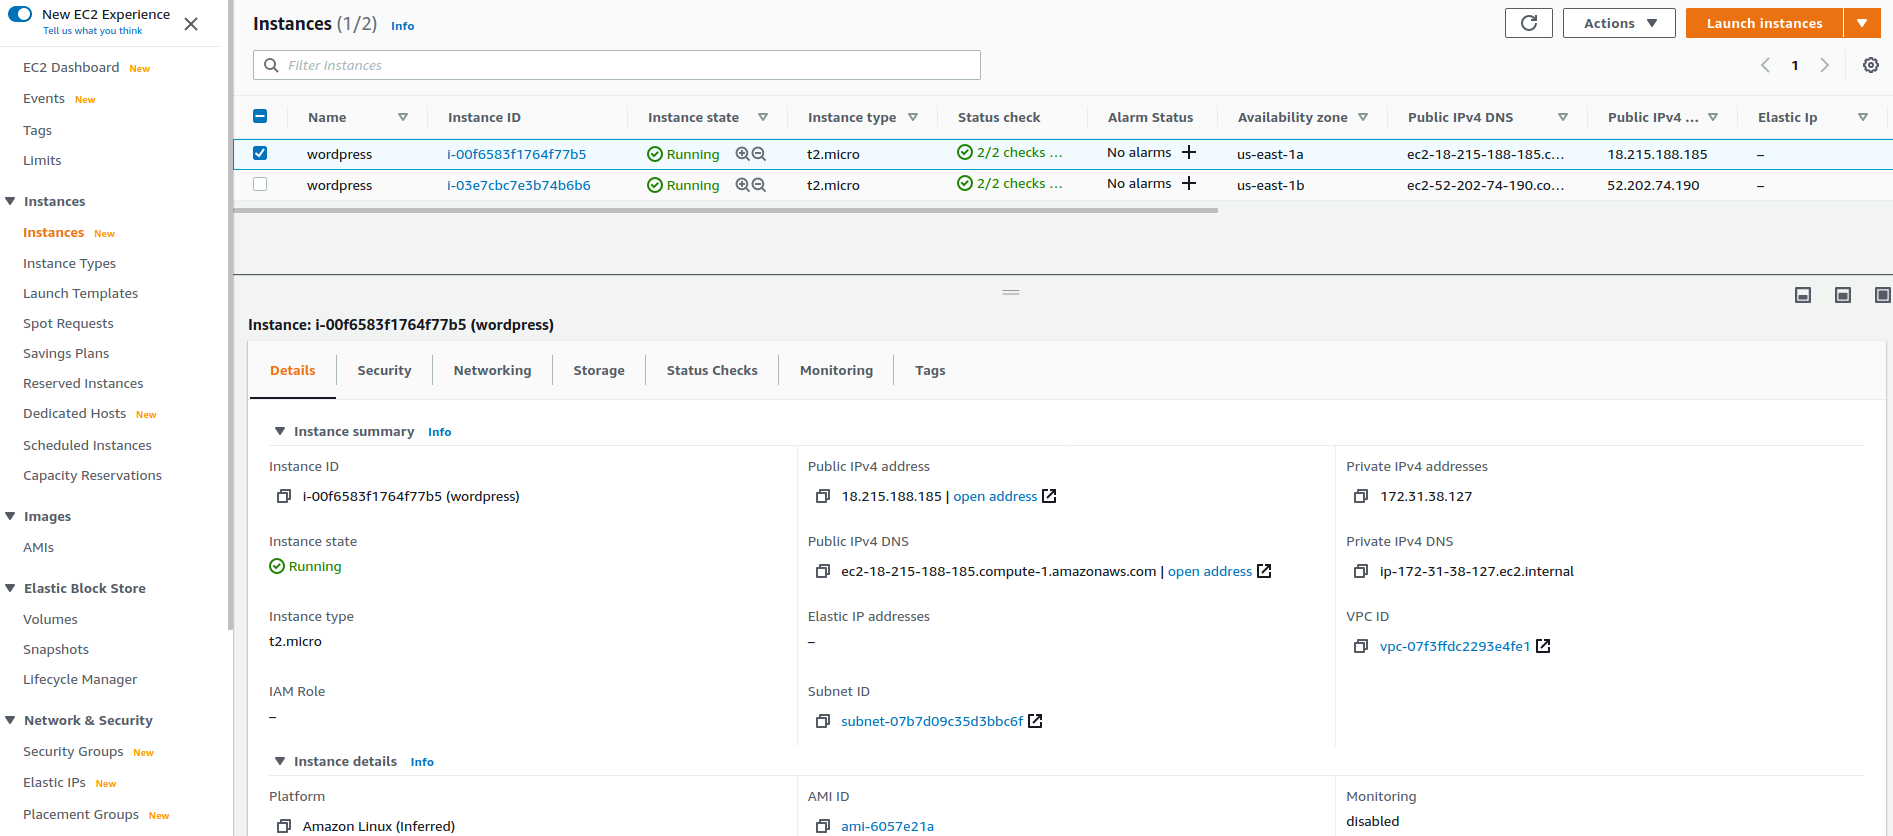 New EC2 Experience
Tell us what you think
EC2 Dashboard New
Events New
Tags
Limits
Instances
Instances New
Instance Types
Launch Templates
Spot Requests
Savings Plans
Reserved Instances
Dedicated Hosts New
Scheduled Instances
Capacity Reservations
Images
AMIs
Elastic Block Store
Volumes
Snapshots
Lifecycle Manager
Network & Security
Security Groups New
Elastic IPs New
Placement Groups New
Instances (1/2) Info
Actions
Launch instances
Filter instances
1
Name Instance ID Instance state Instance type Status check Alarm Status Availability zone Public IPv4 DNS Public IPv4 ... Elastic Ip
wordpress i-00f6583f1764f77b5 Running t2.micro 2/2 checks ... No alarms + us-east-1a ec2-18-215-188-185.c... 18.215.188.185 –
wordpress i-03e7cbc7e3b74b6b6 Running t2.micro 2/2 checks ... No alarms + us-east-1b ec2-52-202-74-190.co... 52.202.74.190 –
Instance: i-00f6583f1764f77b5 (wordpress)
Details Security Networking Storage Status Checks Monitoring Tags
Instance summary Info
Instance ID
i-00f6583f1764f77b5 (wordpress)
Public IPv4 address
18.215.188.185 | open address
Private IPv4 addresses
172.31.38.127
Instance state
Running
Public IPv4 DNS
ec2-18-215-188-185.compute-1.amazonaws.com | open address
Private IPv4 DNS
ip-172-31-38-127.ec2.internal
Instance type
t2.micro
Elastic IP addresses
–
VPC ID
vpc-07f3ffdc2293e4fe1
IAM Role
–
Subnet ID
subnet-07b7d09c35d3bbc6f
Instance details Info
Platform
Amazon Linux (Inferred)
AMI ID
ami-6057e21a
Monitoring
disabled